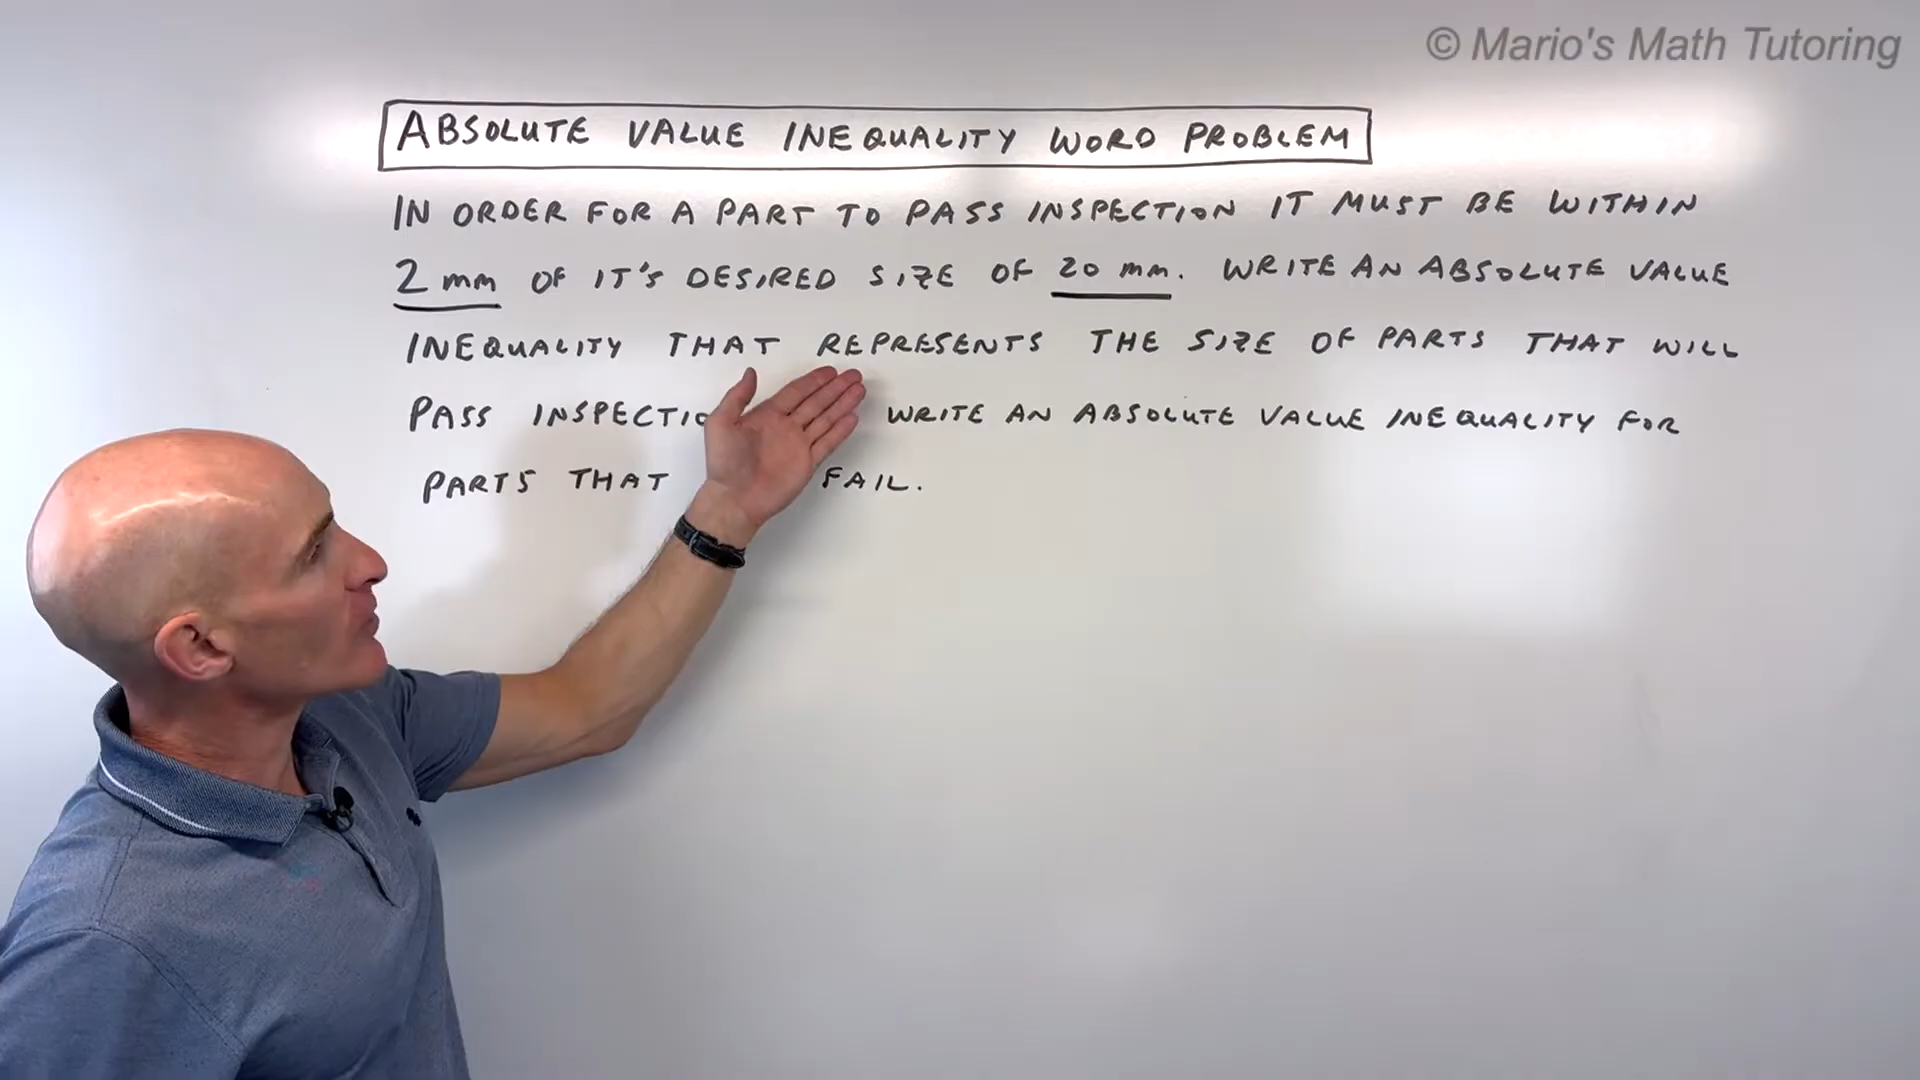 © Mario's Math Tutoring
ABSOLUTE VALUE INEQUALITY WORD PROBLEM
IN ORDER FOR A PART TO PASS INSPECTION IT MUST BE WITHIN
2 mm OF IT'S DESIRED SIZE OF 20 mm. WRITE AN ABSOLUTE VALUE
INEQUALITY THAT REPRESENTS THE SIZE OF PARTS THAT WILL
PASS INSPECTIO WRITE AN ABSOLUTE VALUE INEQUALITY FOR
PARTS THAT FAIL.